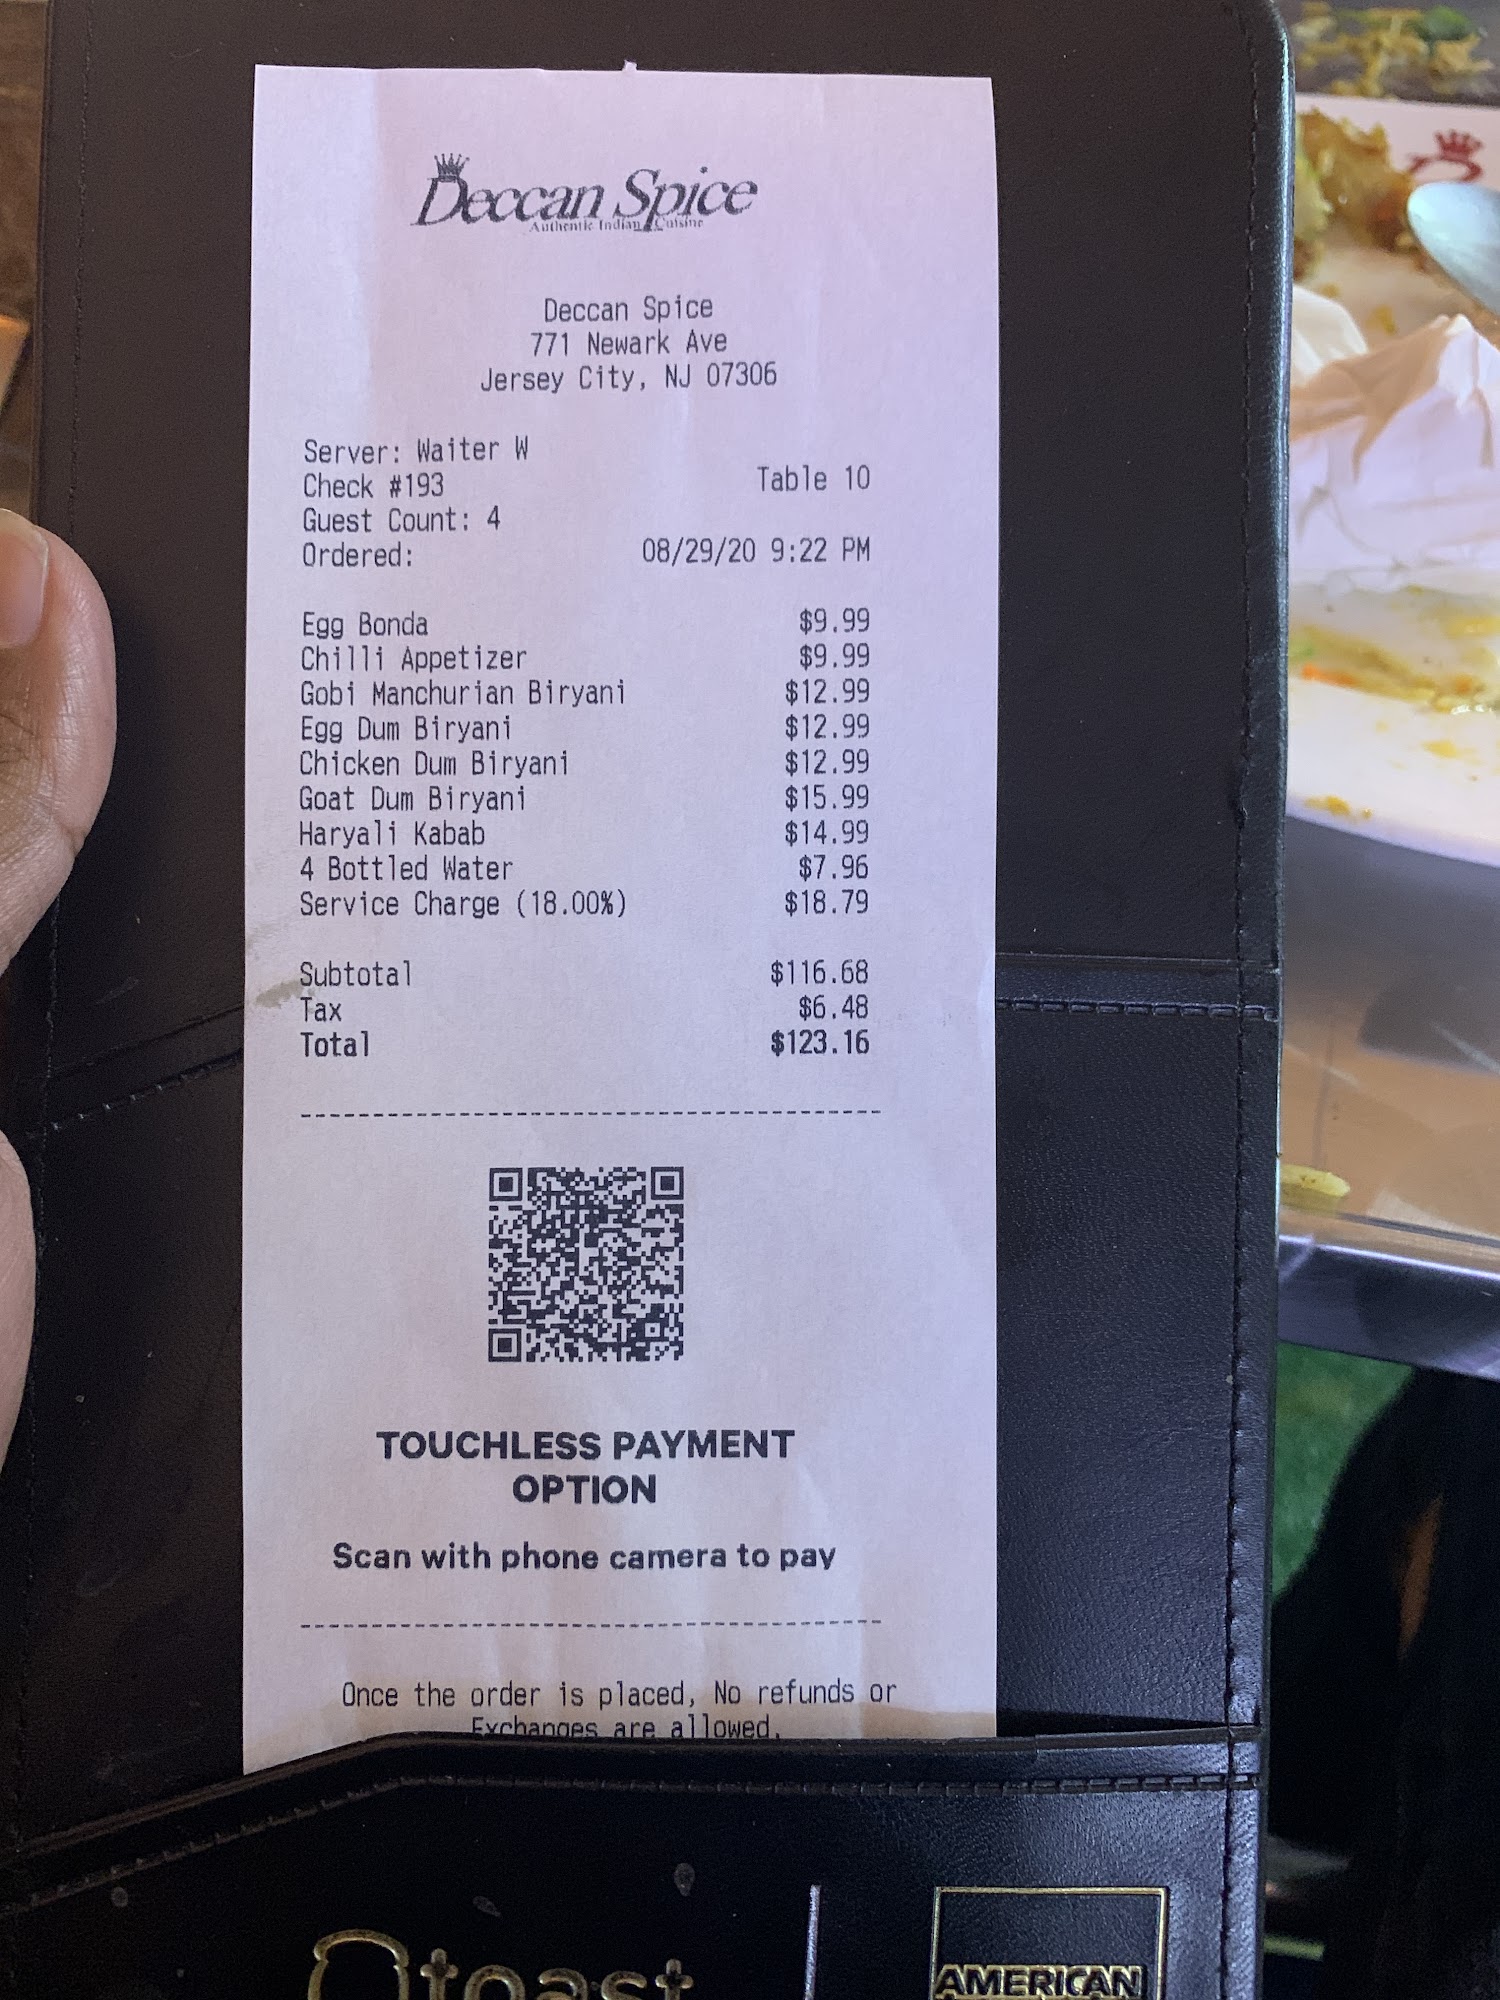 Deccan Spice
Authentic Indian Cuisine
Deccan Spice
771 Newark Ave
Jersey City, NJ 07306
Server: Waiter W
Check #193 Table 10
Guest Count: 4
Ordered: 08/29/20 9:22 PM
Egg Bonda $9.99
Chilli Appetizer $9.99
Gobi Manchurian Biryani $12.99
Egg Dum Biryani $12.99
Chicken Dum Biryani $12.99
Goat Dum Biryani $15.99
Haryali Kabab $14.99
4 Bottled Water $7.96
Service Charge (18.00%) $18.79
Subtotal $116.68
Tax $6.48
Total $123.16
TOUCHLESS PAYMENT
OPTION
Scan with phone camera to pay
Once the order is placed, No refunds or
Exchanges are allowed.
toast
AMERICAN